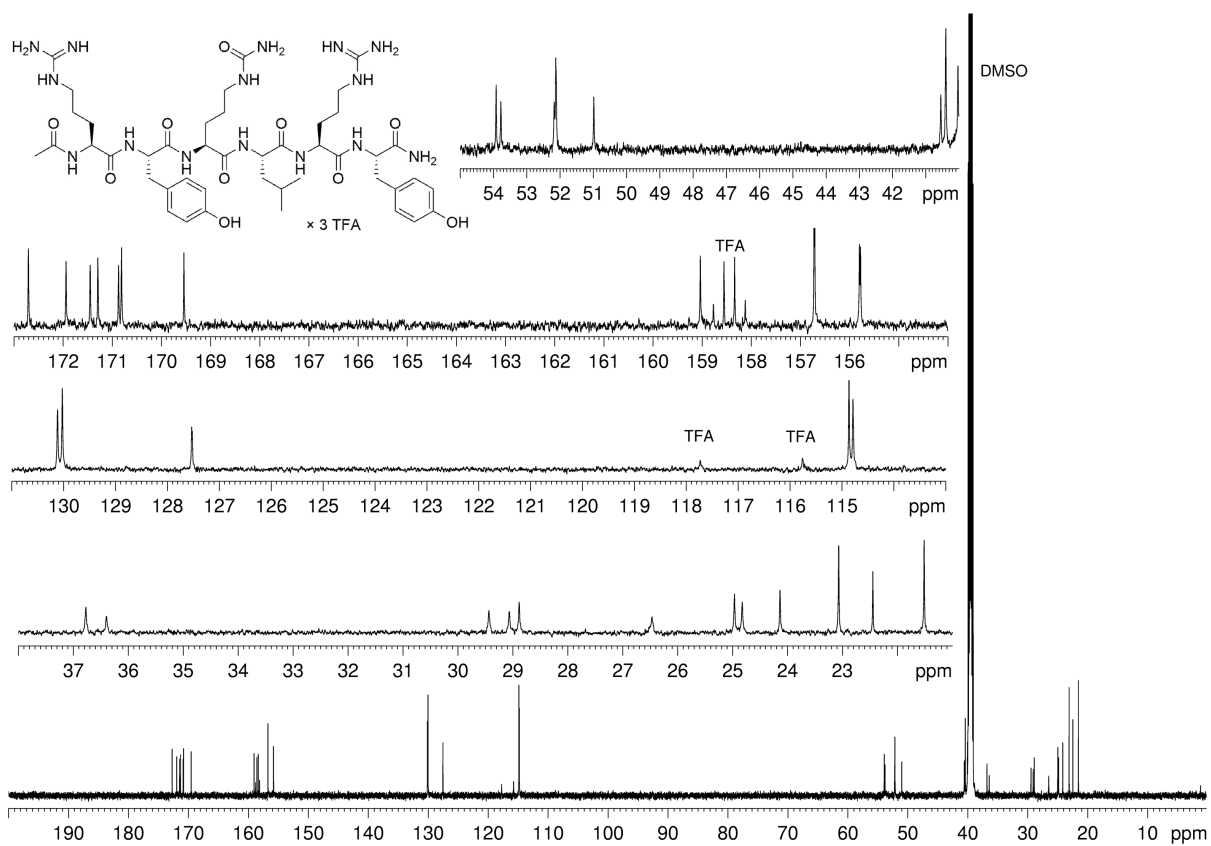 H2N NH O NH2 HN NH2
HN NH HN
O H N O H N O H N O
N H O N H O N H O NH2
OH OH
× 3 TFA
DMSO
54 53 52 51 50 49 48 47 46 45 44 43 42 ppm
TFA
172 171 170 169 168 167 166 165 164 163 162 161 160 159 158 157 156 ppm
TFA TFA
130 129 128 127 126 125 124 123 122 121 120 119 118 117 116 115 ppm
37 36 35 34 33 32 31 30 29 28 27 26 25 24 23 ppm
190 180 170 160 150 140 130 120 110 100 90 80 70 60 50 40 30 20 10 ppm